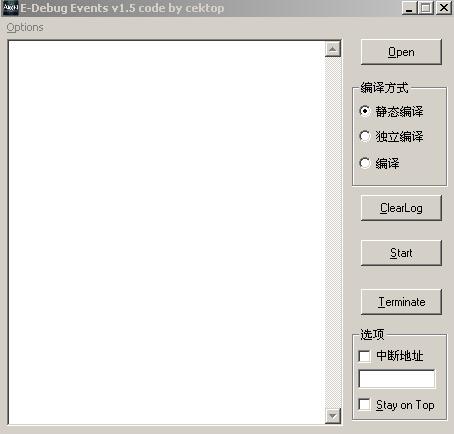 E-Debug Events v1.5 code by cektop
Options
Open
编译方式
静态编译
独立编译
编译
ClearLog
Start
Terminate
选项
中断地址
Stay on Top